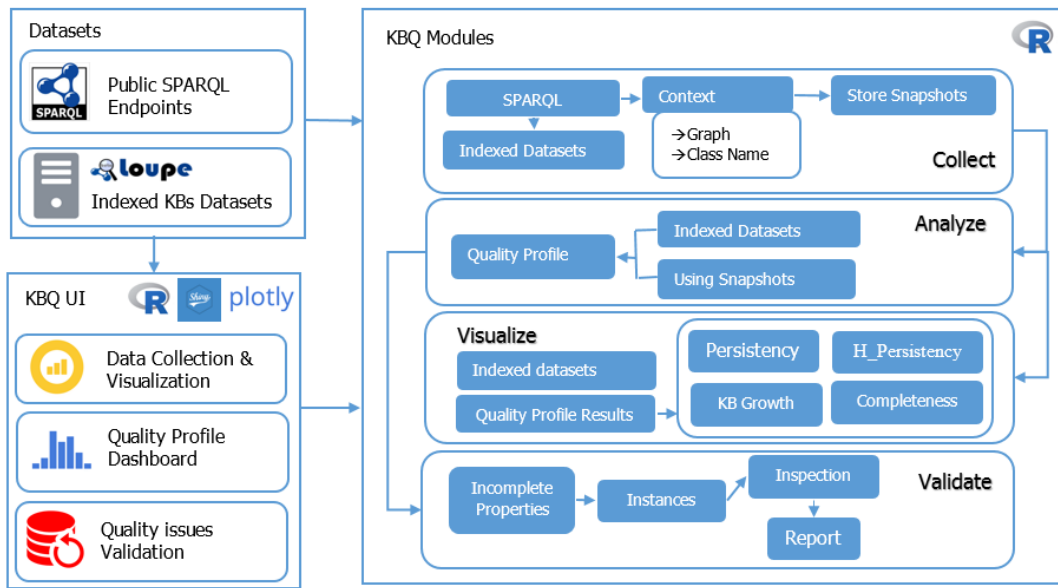 Datasets
Public SPARQL
Endpoints
SPARQL
Loupe
Indexed KBs Datasets
KBQ UI
R
Shiny
plotly
Data Collection &
Visualization
Quality Profile
Dashboard
Quality issues
Validation
KBQ Modules
R
SPARQL
Context
Store Snapshots
Indexed Datasets
→Graph
→Class Name
Collect
Analyze
Quality Profile
Indexed Datasets
Using Snapshots
Visualize
Indexed datasets
Quality Profile Results
Persistency
H_Persistency
KB Growth
Completeness
Validate
Incomplete
Properties
Instances
Inspection
Report